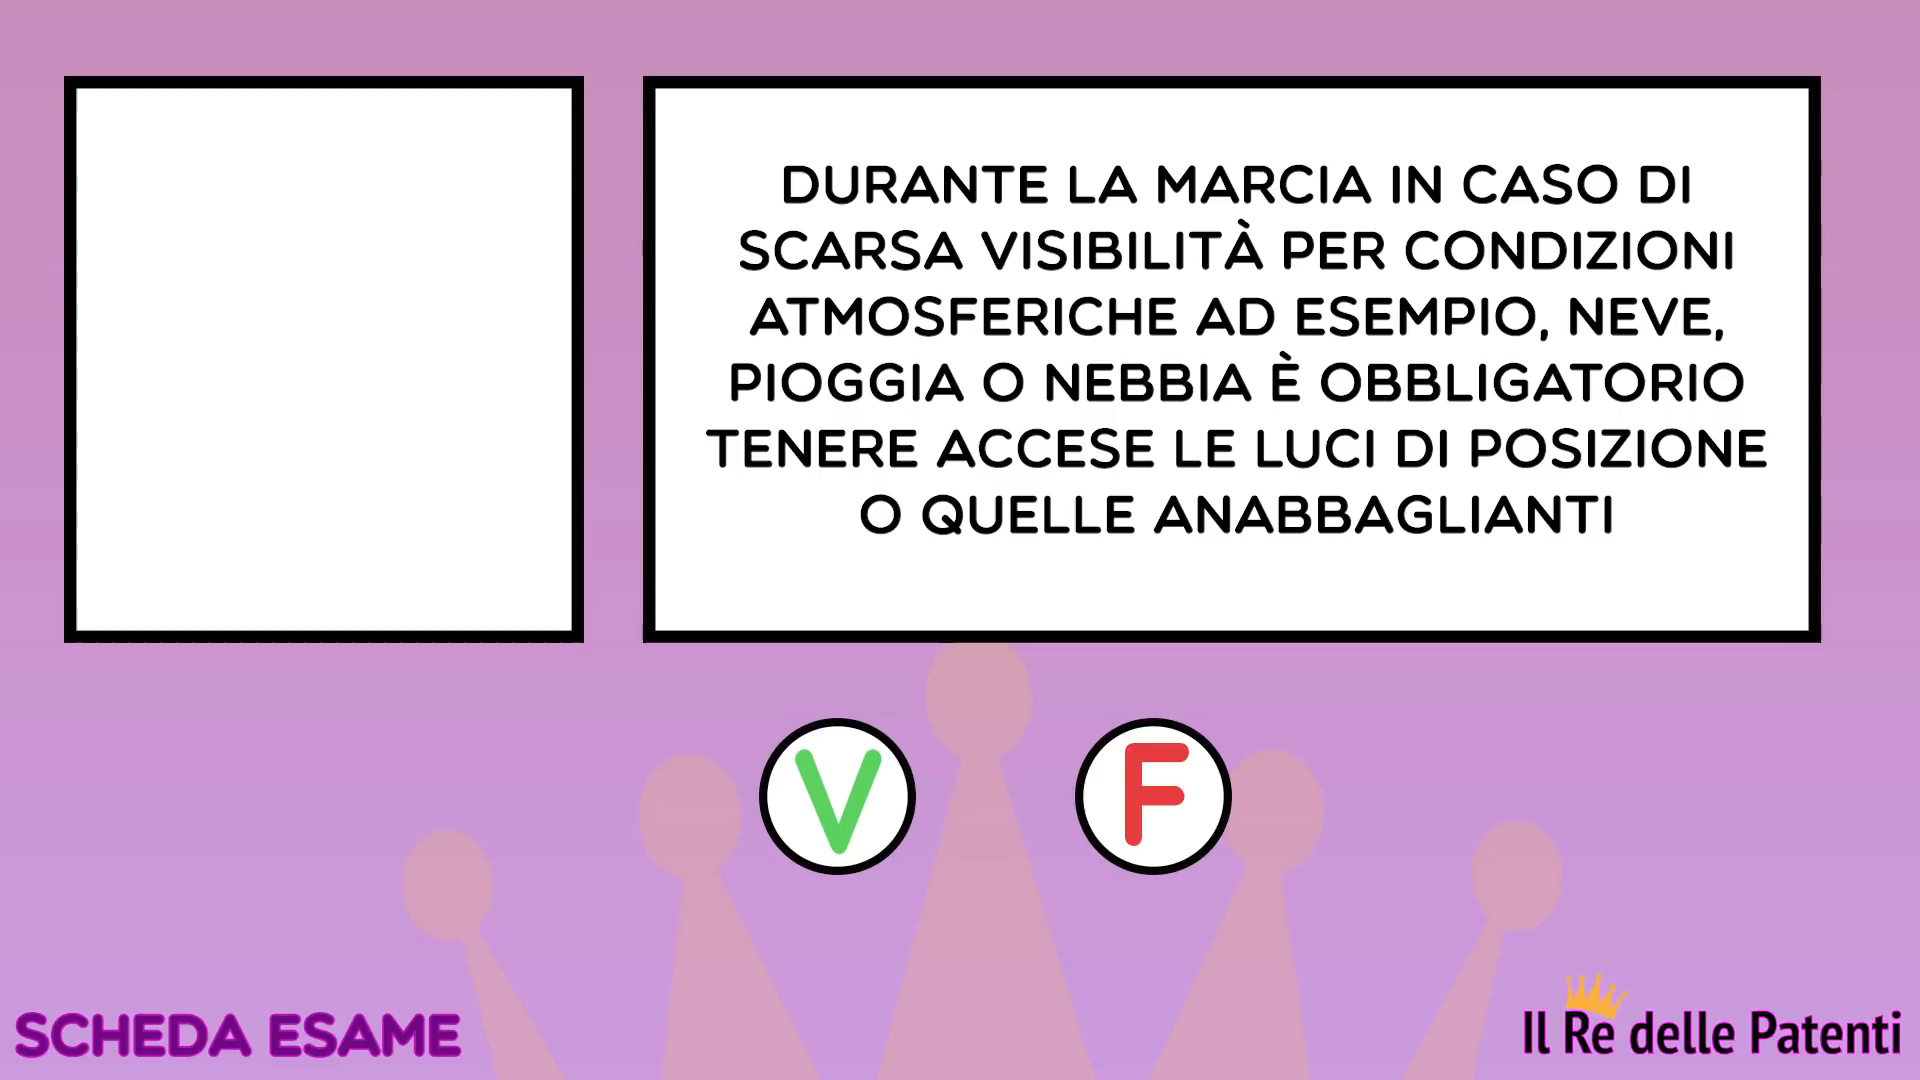 DURANTE LA MARCIA IN CASO DI
SCARSA VISIBILITÀ PER CONDIZIONI
ATMOSFERICHE AD ESEMPIO, NEVE,
PIOGGIA O NEBBIA È OBBLIGATORIO
TENERE ACCESE LE LUCI DI POSIZIONE
O QUELLE ANABBAGLIANTI
V F
SCHEDA ESAME
Il Re delle Patenti